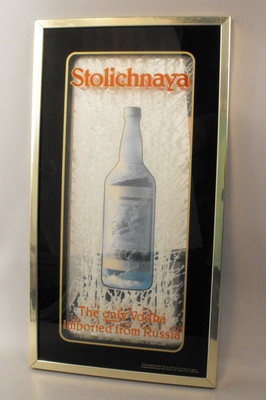 Stolichnaya
The only Vodka
imported from Russia